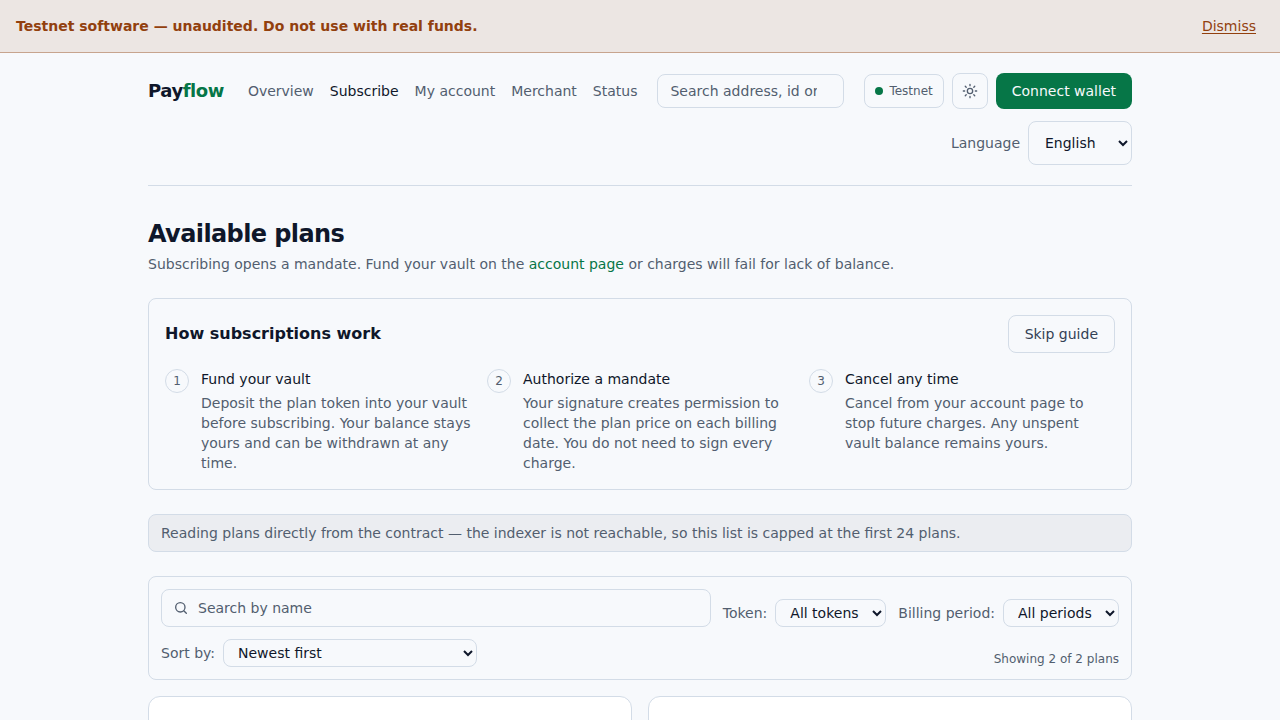 Testnet software — unaudited. Do not use with real funds.
Dismiss
Payflow
Overview
Subscribe
My account
Merchant
Status
Search address, id or
Testnet
Connect wallet
Language
English
Available plans
Subscribing opens a mandate. Fund your vault on the account page or charges will fail for lack of balance.
How subscriptions work
Skip guide
1
Fund your vault
Deposit the plan token into your vault
before subscribing. Your balance stays
yours and can be withdrawn at any
time.
2
Authorize a mandate
Your signature creates permission to
collect the plan price on each billing
date. You do not need to sign every
charge.
3
Cancel any time
Cancel from your account page to
stop future charges. Any unspent
vault balance remains yours.
Reading plans directly from the contract — the indexer is not reachable, so this list is capped at the first 24 plans.
Search by name
Token:
All tokens
Billing period:
All periods
Sort by:
Newest first
Showing 2 of 2 plans